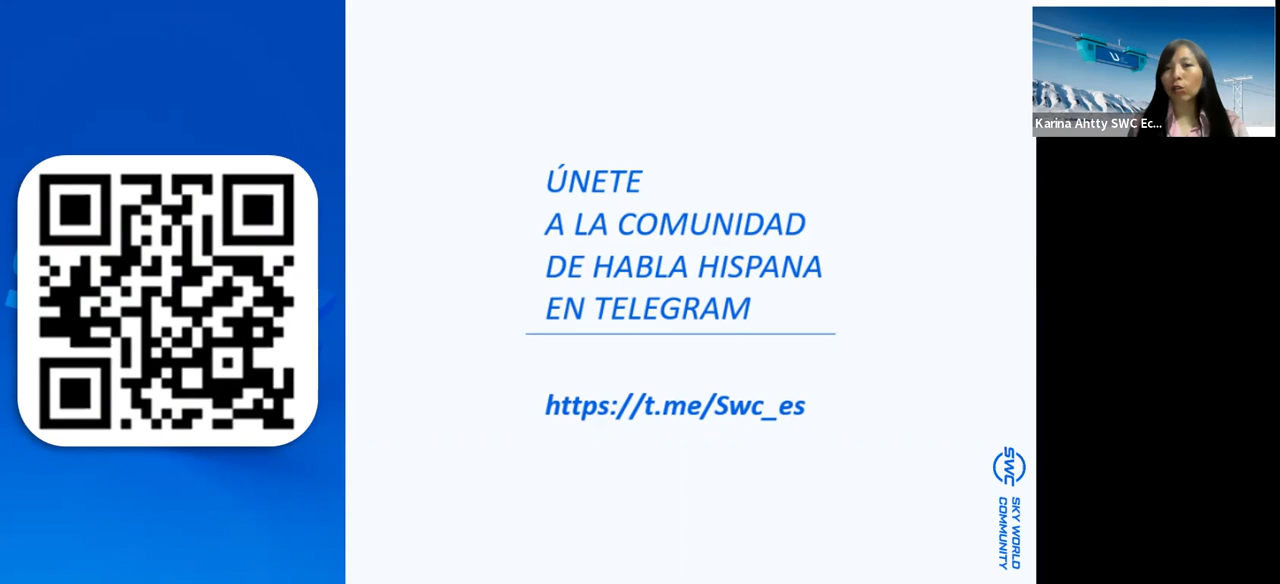 ÚNETE
A LA COMUNIDAD
DE HABLA HISPANA
EN TELEGRAM
https://t.me/Swc_es
Karina Ahtty SWC Ec...
SWC
SKY WORLD
COMMUNITY